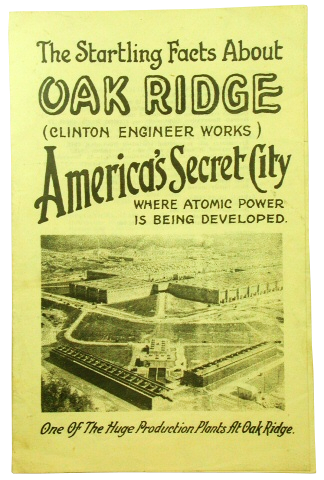 The Startling Facts About
OAK RIDGE
(CLINTON ENGINEER WORKS)
America's Secret City
WHERE ATOMIC POWER
IS BEING DEVELOPED.
One Of The Huge Production Plants At Oak Ridge.